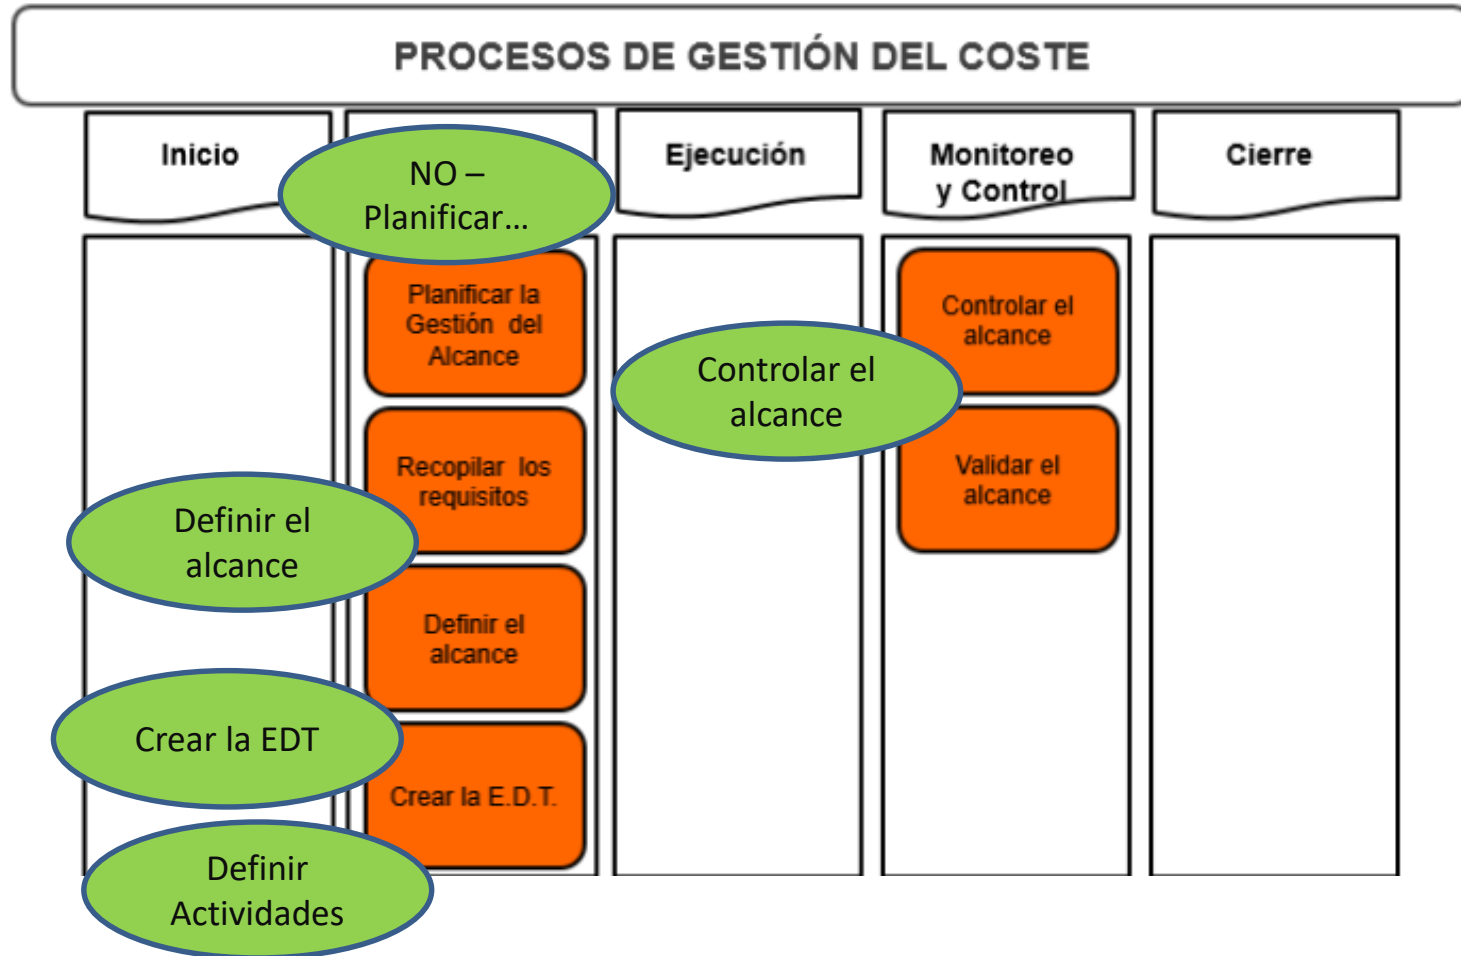 PROCESOS DE GESTIÓN DEL COSTE
Inicio
NO –
Planificar...
Ejecución
Monitoreo
y Control
Cierre
Planificar la
Gestión del
Alcance
Recopilar los
requisitos
Definir el
alcance
Crear la E.D.T.
Definir el
alcance
Crear la EDT
Definir
Actividades
Controlar el
alcance
Controlar el
alcance
Validar el
alcance